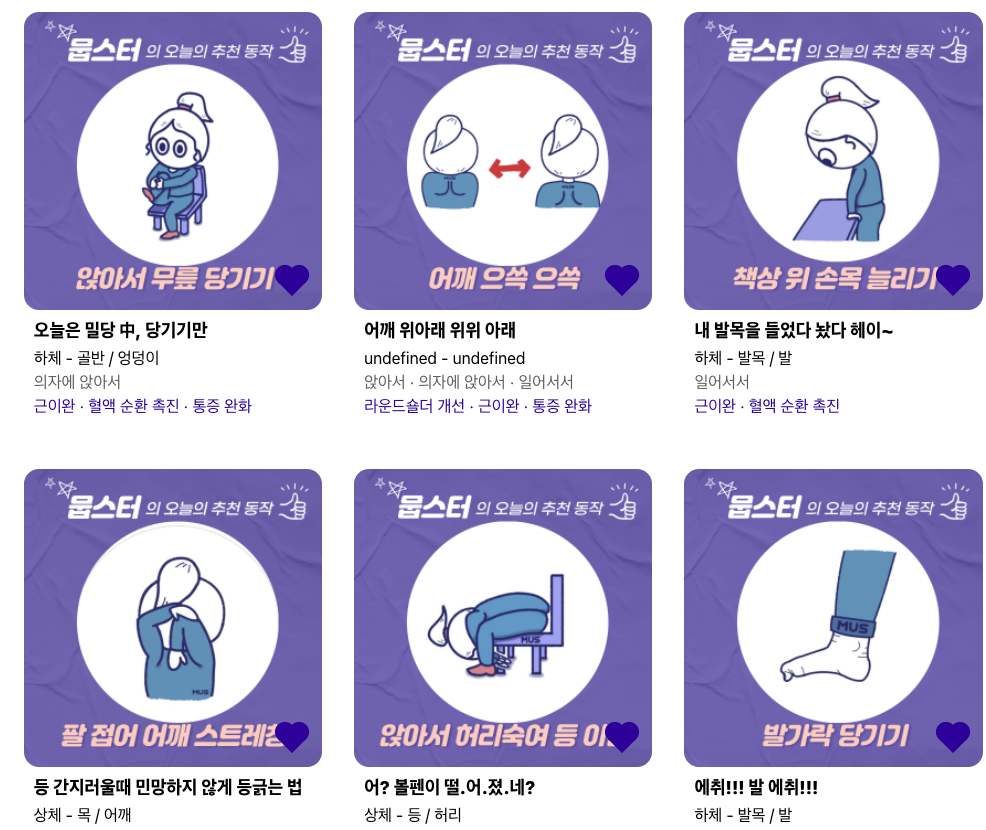 뭅스터 의 오늘의 추천 동작
앉아서 무릎 당기기
오늘은 밀당 中, 당기기만
하체 - 골반 / 엉덩이
의자에 앉아서
근이완 · 혈액 순환 촉진 · 통증 완화
뭅스터 의 오늘의 추천 동작
MUS
MUS
어깨 으쓱 으쓱
어깨 위아래 위위 아래
undefined - undefined
앉아서 · 의자에 앉아서 · 일어서서
라운드숄더 개선 · 근이완 · 통증 완화
뭅스터 의 오늘의 추천 동작
책상 위 손목 늘리기
내 발목을 들었다 놨다 헤이~
하체 - 발목 / 발
일어서서
근이완 · 혈액 순환 촉진
뭅스터 의 오늘의 추천 동작
MUS
팔 접어 어깨 스트레칭
등 간지러울때 민망하지 않게 등긁는 법
상체 - 목 / 어깨
뭅스터 의 오늘의 추천 동작
MUS
앉아서 허리숙여 등
어? 볼펜이 떨.어.졌.네?
상체 - 등 / 허리
뭅스터 의 오늘의 추천 동작
MUS
발가락 당기기
에취!!! 발 에취!!!
하체 - 발목 / 발